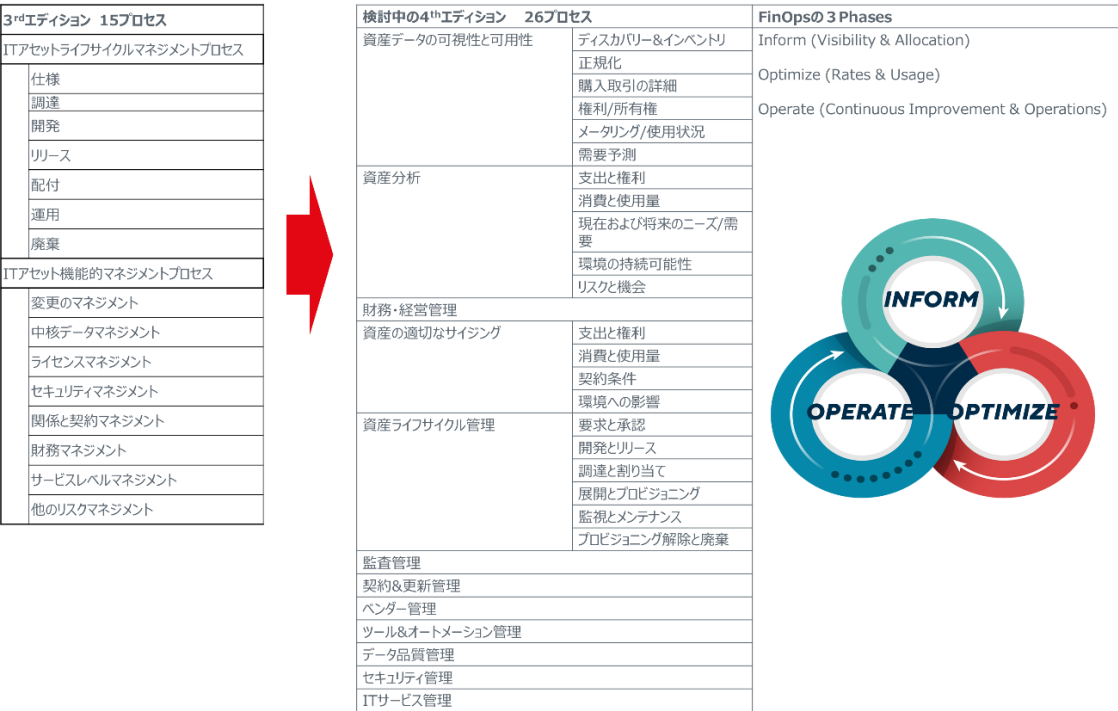 3rdエディション 15プロセス
ITアセットライフサイクルマネジメントプロセス
仕様
調達
開発
リリース
配付
運用
廃棄
ITアセット機能的マネジメントプロセス
変更のマネジメント
中核データマネジメント
ライセンスマネジメント
セキュリティマネジメント
関係と契約マネジメント
財務マネジメント
サービスレベルマネジメント
他のリスクマネジメント
検討中の4thエディション 26プロセス
資産データの可視性と可用性
ディスカバリー&インベントリ
正規化
購入取引の詳細
権利/所有権
メータリング/使用状況
需要予測
資産分析
支出と権利
消費と使用量
現在および将来のニーズ/需
要
環境の持続可能性
リスクと機会
財務・経営管理
資産の適切なサイジング
支出と権利
消費と使用量
契約条件
環境への影響
資産ライフサイクル管理
要求と承認
開発とリリース
調達と割り当て
展開とプロビジョニング
監視とメンテナンス
プロビジョニング解除と廃棄
監査管理
契約&更新管理
ベンダー管理
ツール&オートメーション管理
データ品質管理
セキュリティ管理
ITサービス管理
FinOpsの3Phases
Inform (Visibility & Allocation)
Optimize (Rates & Usage)
Operate (Continuous Improvement & Operations)
INFORM
OPERATE
OPTIMIZE